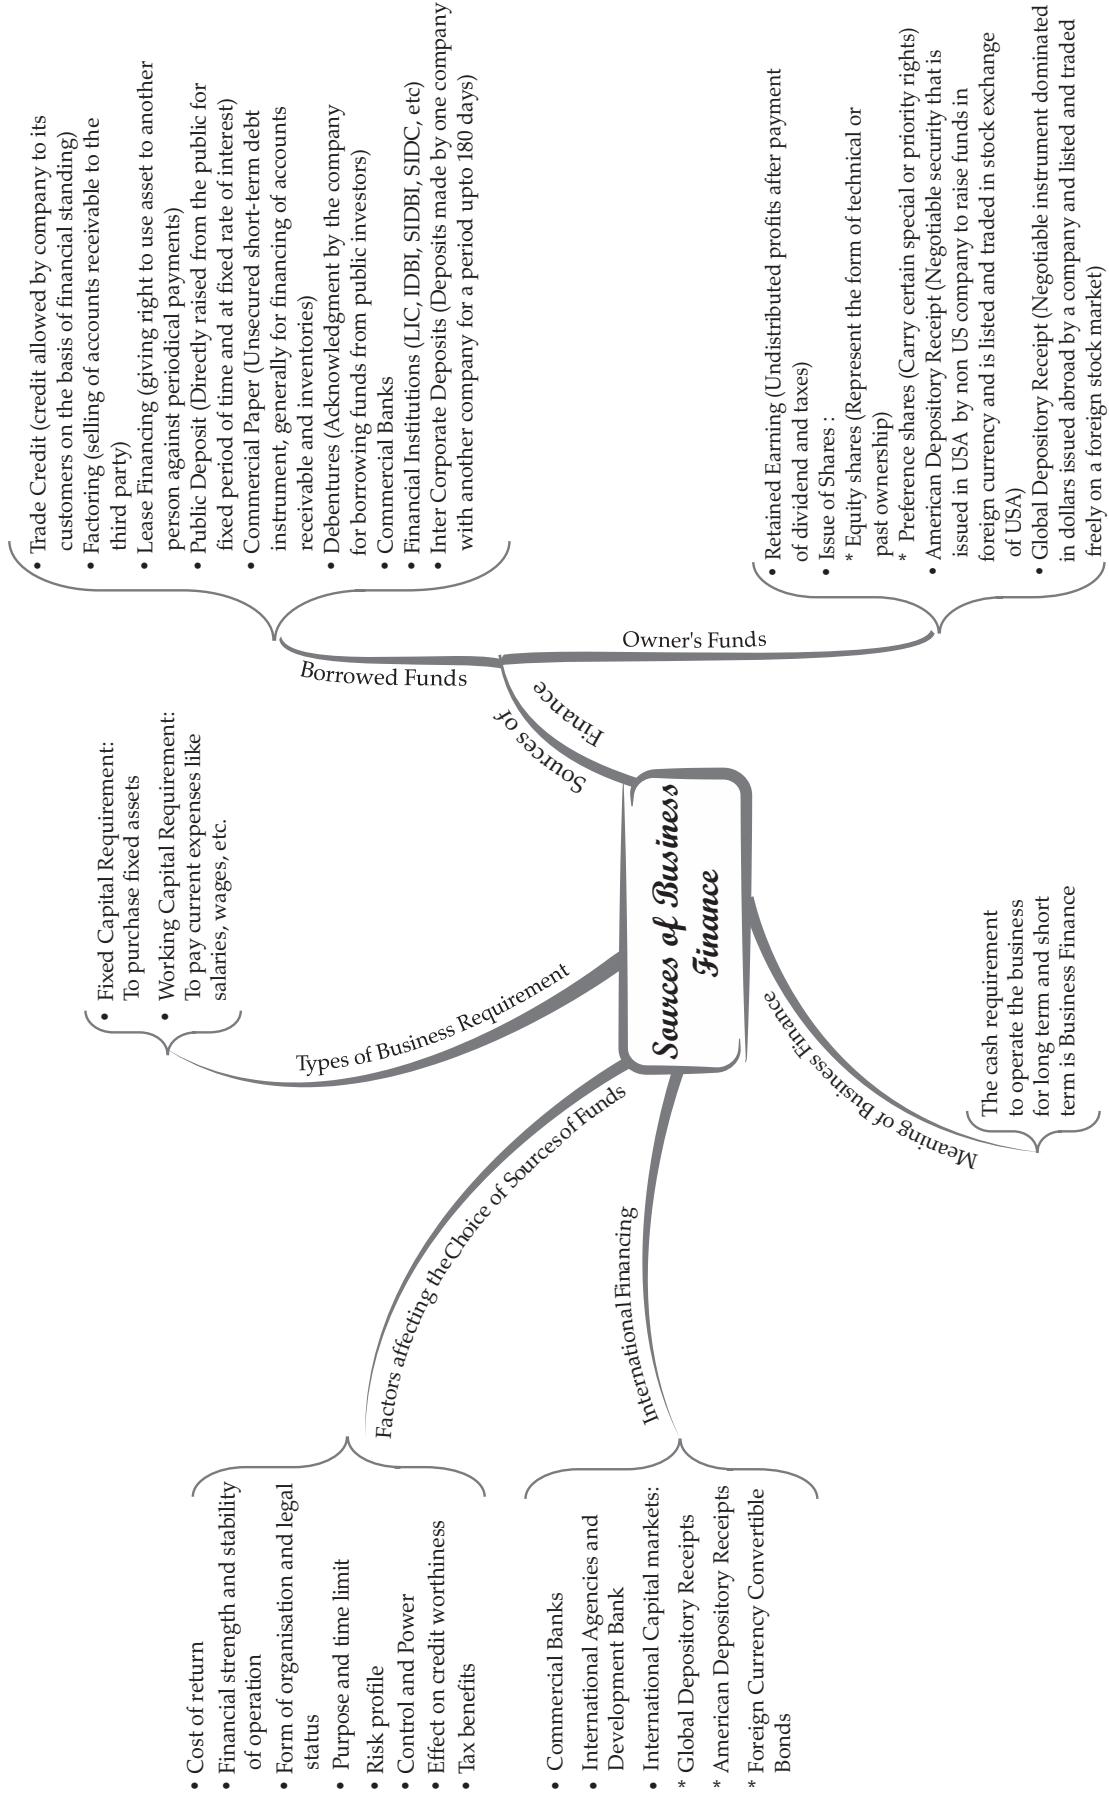 Sources of Business
Finance
Sources of
Finance
Borrowed Funds
• Trade Credit (credit allowed by company to its
customers on the basis of financial standing)
• Factoring (selling of accounts receivable to the
third party)
• Lease Financing (giving right to use asset to another
person against periodical payments)
• Public Deposit (Directly raised from the public for
fixed period of time and at fixed rate of interest)
• Commercial Paper (Unsecured short-term debt
instrument, generally for financing of accounts
receivable and inventories)
• Debentures (Acknowledgment by the company
for borrowing funds from public investors)
• Commercial Banks
• Financial Institutions (LIC, IDBI, SIDBI, SIDC, etc)
• Inter Corporate Deposits (Deposits made by one company
with another company for a period upto 180 days)
Owner's Funds
• Retained Earning (Undistributed profits after payment
of dividend and taxes)
• Issue of Shares :
* Equity shares (Represent the form of technical or
past ownership)
* Preference shares (Carry certain special or priority rights)
• American Depository Receipt (Negotiable security that is
issued in USA by non US company to raise funds in
foreign currency and is listed and traded in stock exchange
of USA)
• Global Depository Receipt (Negotiable instrument dominated
in dollars issued abroad by a company and listed and traded
freely on a foreign stock market)
Types of Business Requirement
• Fixed Capital Requirement:
To purchase fixed assets
• Working Capital Requirement:
To pay current expenses like
salaries, wages, etc.
Meaning of Business Finance
The cash requirement
to operate the business
for long term and short
term is Business Finance
Factors affecting the Choice of Sources of Funds
• Cost of return
• Financial strength and stability
of operation
• Form of organisation and legal
status
• Purpose and time limit
• Risk profile
• Control and Power
• Effect on credit worthiness
• Tax benefits
International Financing
• Commercial Banks
• International Agencies and
Development Bank
• International Capital markets:
* Global Depository Receipts
* American Depository Receipts
* Foreign Currency Convertible
Bonds